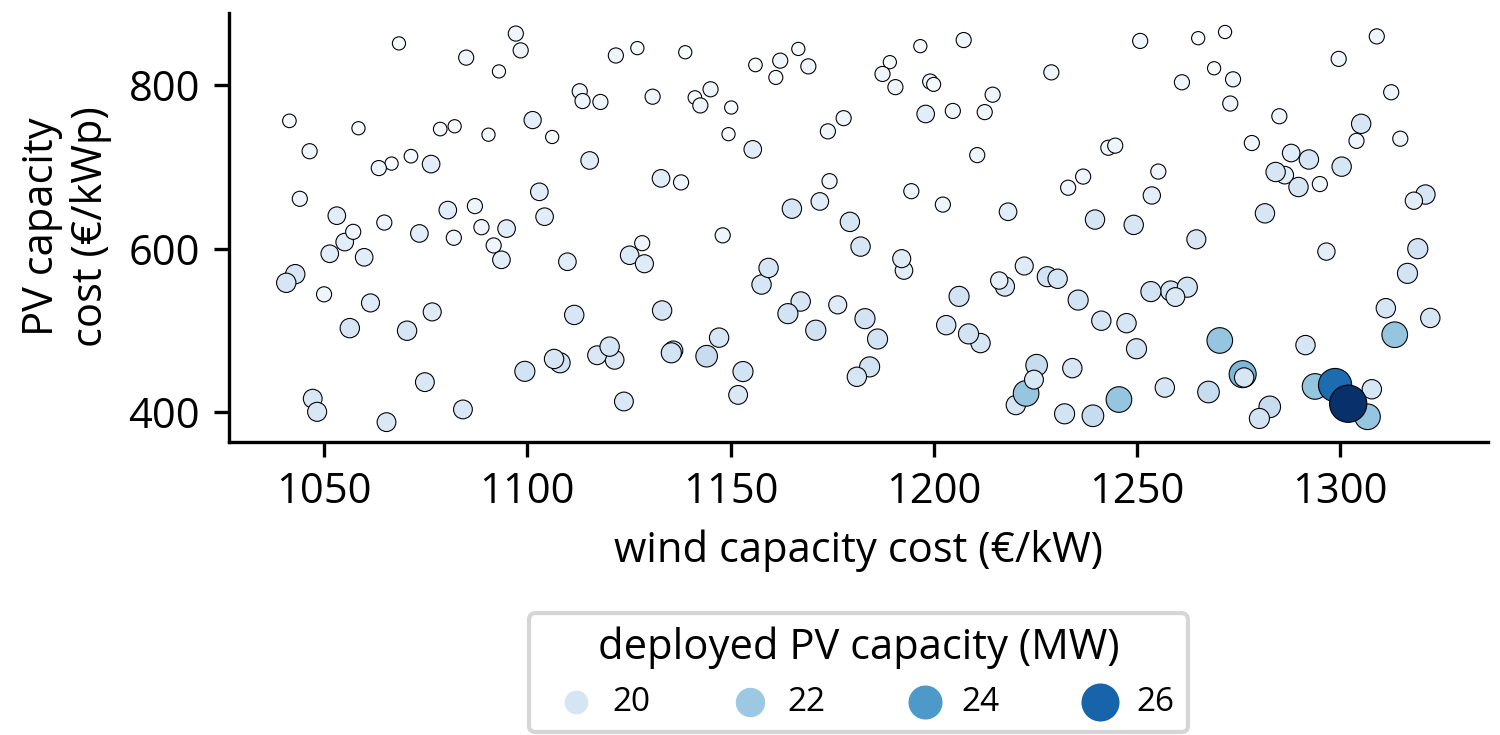 PV capacity
cost (€/kWp)
800
600
400
1050 1100 1150 1200 1250 1300
wind capacity cost (€/kW)
deployed PV capacity (MW)
20 22 24 26